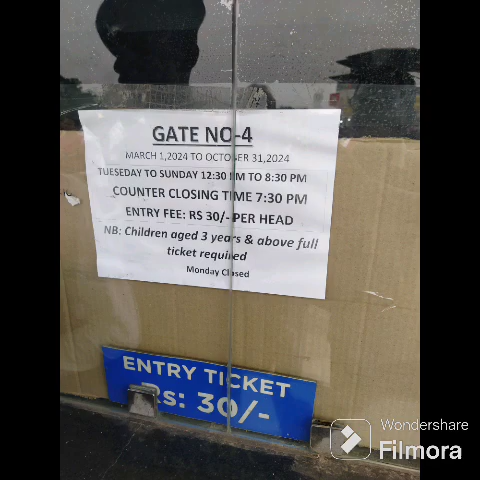 GATE NO-4
MARCH 1,2024 TO OCTOBER 31,2024
TUESEDAY TO SUNDAY 12:30 PM TO 8:30 PM
COUNTER CLOSING TIME 7:30 PM
ENTRY FEE: RS 30/- PER HEAD
NB: Children aged 3 years & above full
ticket required
Monday Closed
ENTRY TICKET
Rs: 30/-
Wondershare
Filmora